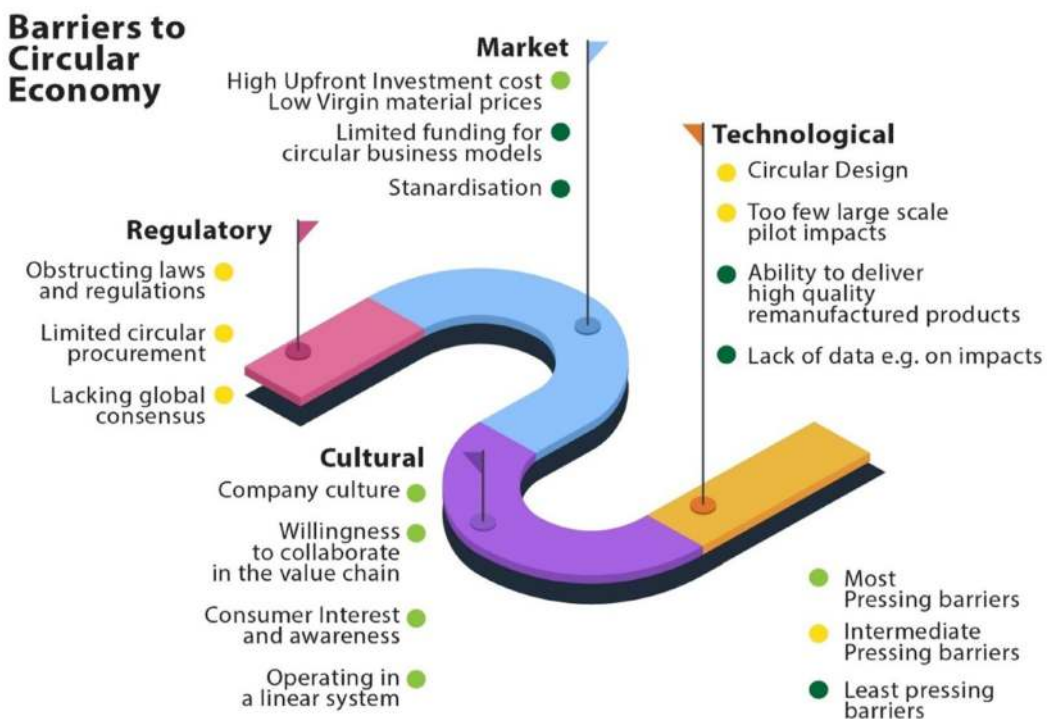 Barriers to
Circular
Economy
Market
High Upfront Investment cost
Low Virgin material prices
Limited funding for
circular business models
Stanardisation
Technological
Circular Design
Too few large scale
pilot impacts
Ability to deliver
high quality
remanufactured products
Lack of data e.g. on impacts
Regulatory
Obstructing laws
and regulations
Limited circular
procurement
Lacking global
consensus
Cultural
Company culture
Willingness
to collaborate
in the value chain
Consumer Interest
and awareness
Operating in
a linear system
Most
Pressing barriers
Intermediate
Pressing barriers
Least pressing
barriers